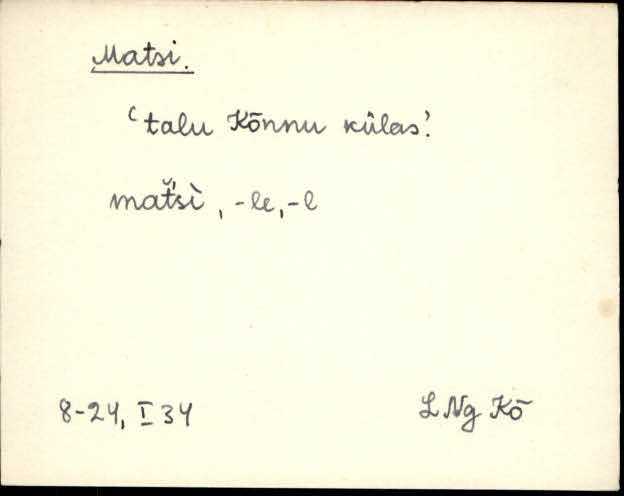 Matsi.
‘talu Kõnnu külas’.
mat̆'sì, -le, -l
8-24, I 34
L Ng Kõ